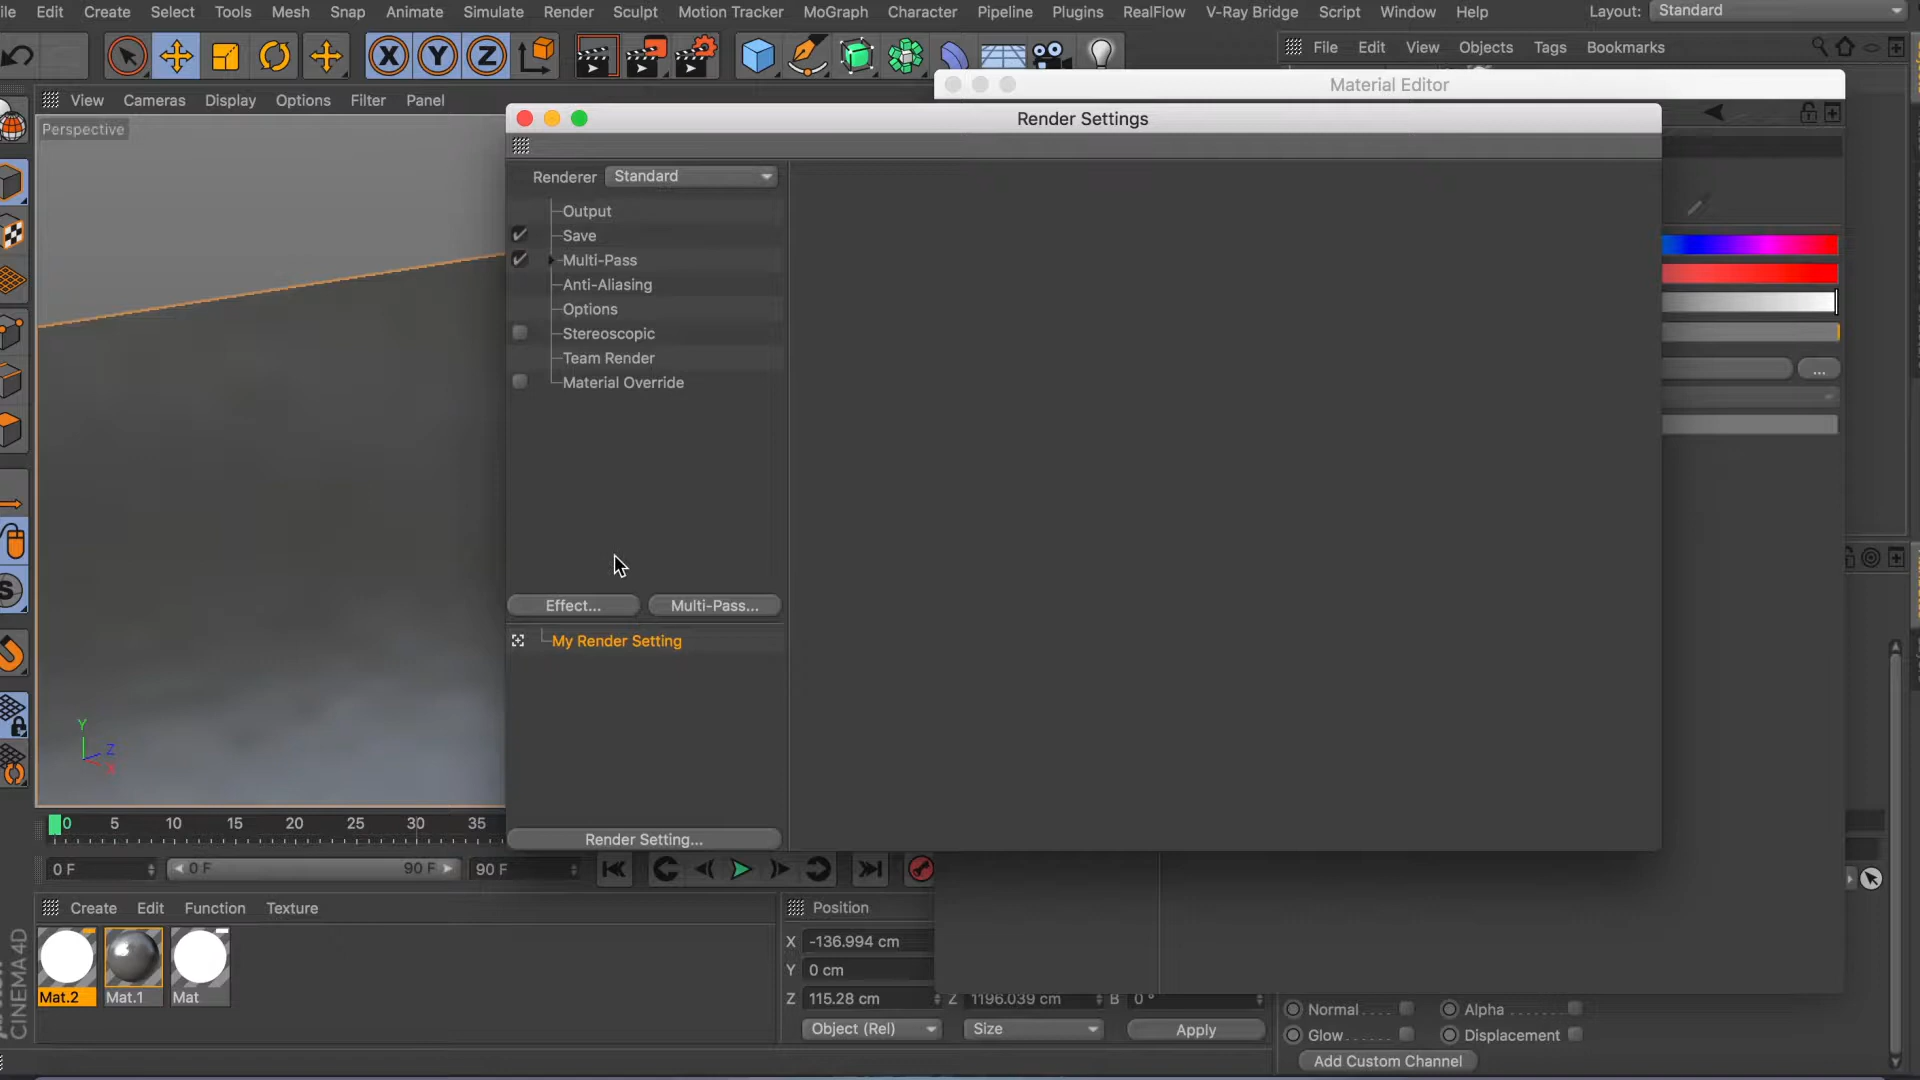 ile Edit Create Select Tools Mesh Snap Animate Simulate Render Sculpt Motion Tracker MoGraph Character Pipeline Plugins RealFlow V-Ray Bridge Script Window Help Layout: Standard
X Y Z
File Edit View Objects Tags Bookmarks
Material Editor
View Cameras Display Options Filter Panel
Render Settings
Perspective
Renderer Standard
Output
Save
Multi-Pass
Anti-Aliasing
Options
Stereoscopic
Team Render
Material Override
...
Effect... Multi-Pass...
My Render Setting
S
Y
Z
X
Render Setting...
0 5 10 15 20 25 30 35
0 F 0 F 90 F 90 F
Create Edit Function Texture
Position
X -136.994 cm
Y 0 cm
Z 115.28 cm Z 1196.039 cm B 0 °
Object (Rel) Size Apply
Mat.2 Mat.1 Mat
CINEMA4D
Normal Alpha
Glow Displacement
Add Custom Channel